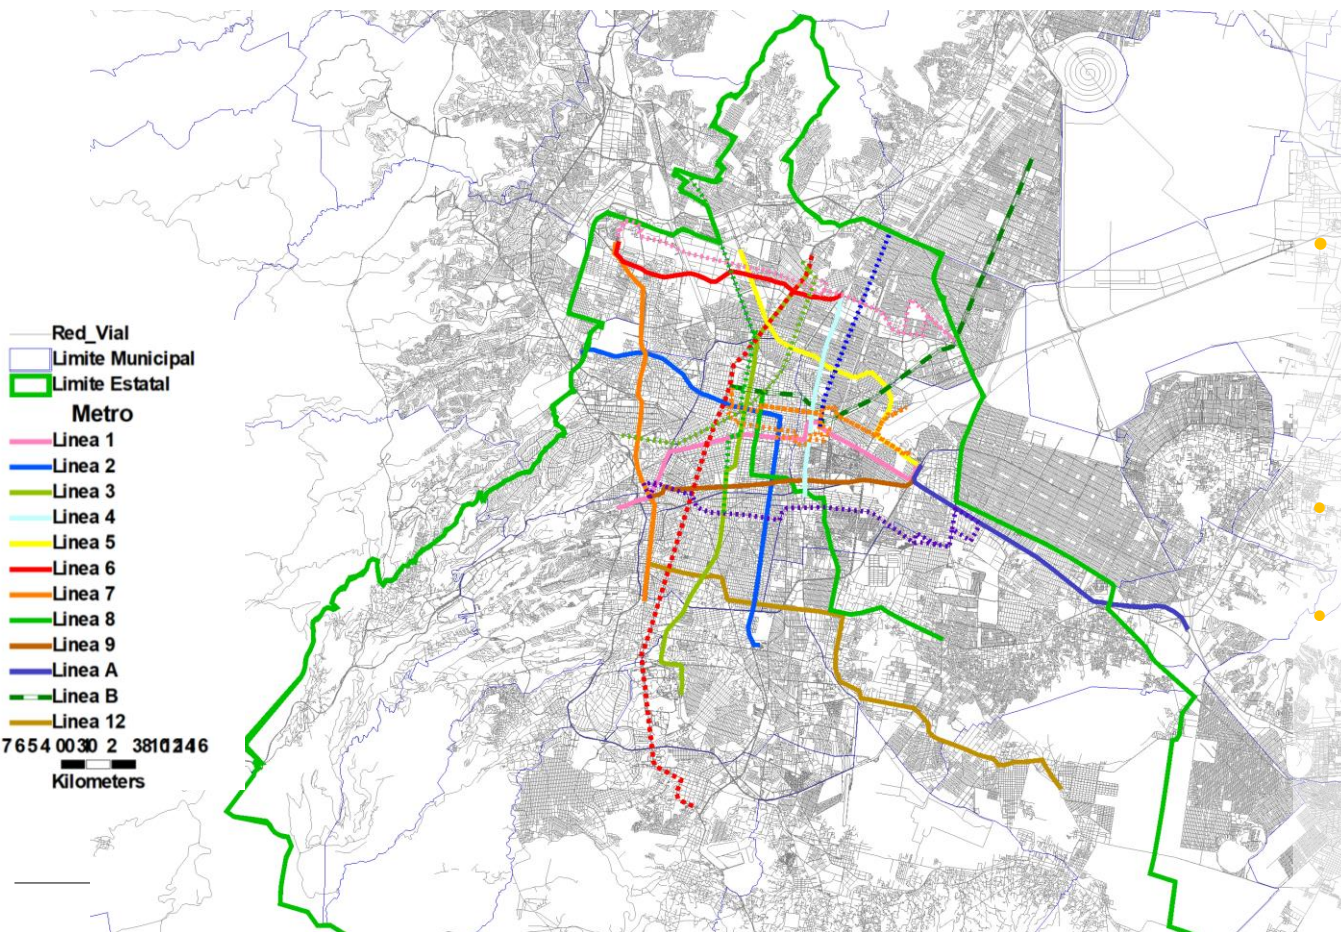 Red_Vial
Limite Municipal
Limite Estatal
Metro
Linea 1
Linea 2
Linea 3
Linea 4
Linea 5
Linea 6
Linea 7
Linea 8
Linea 9
Linea A
Linea B
Linea 12
Kilometers